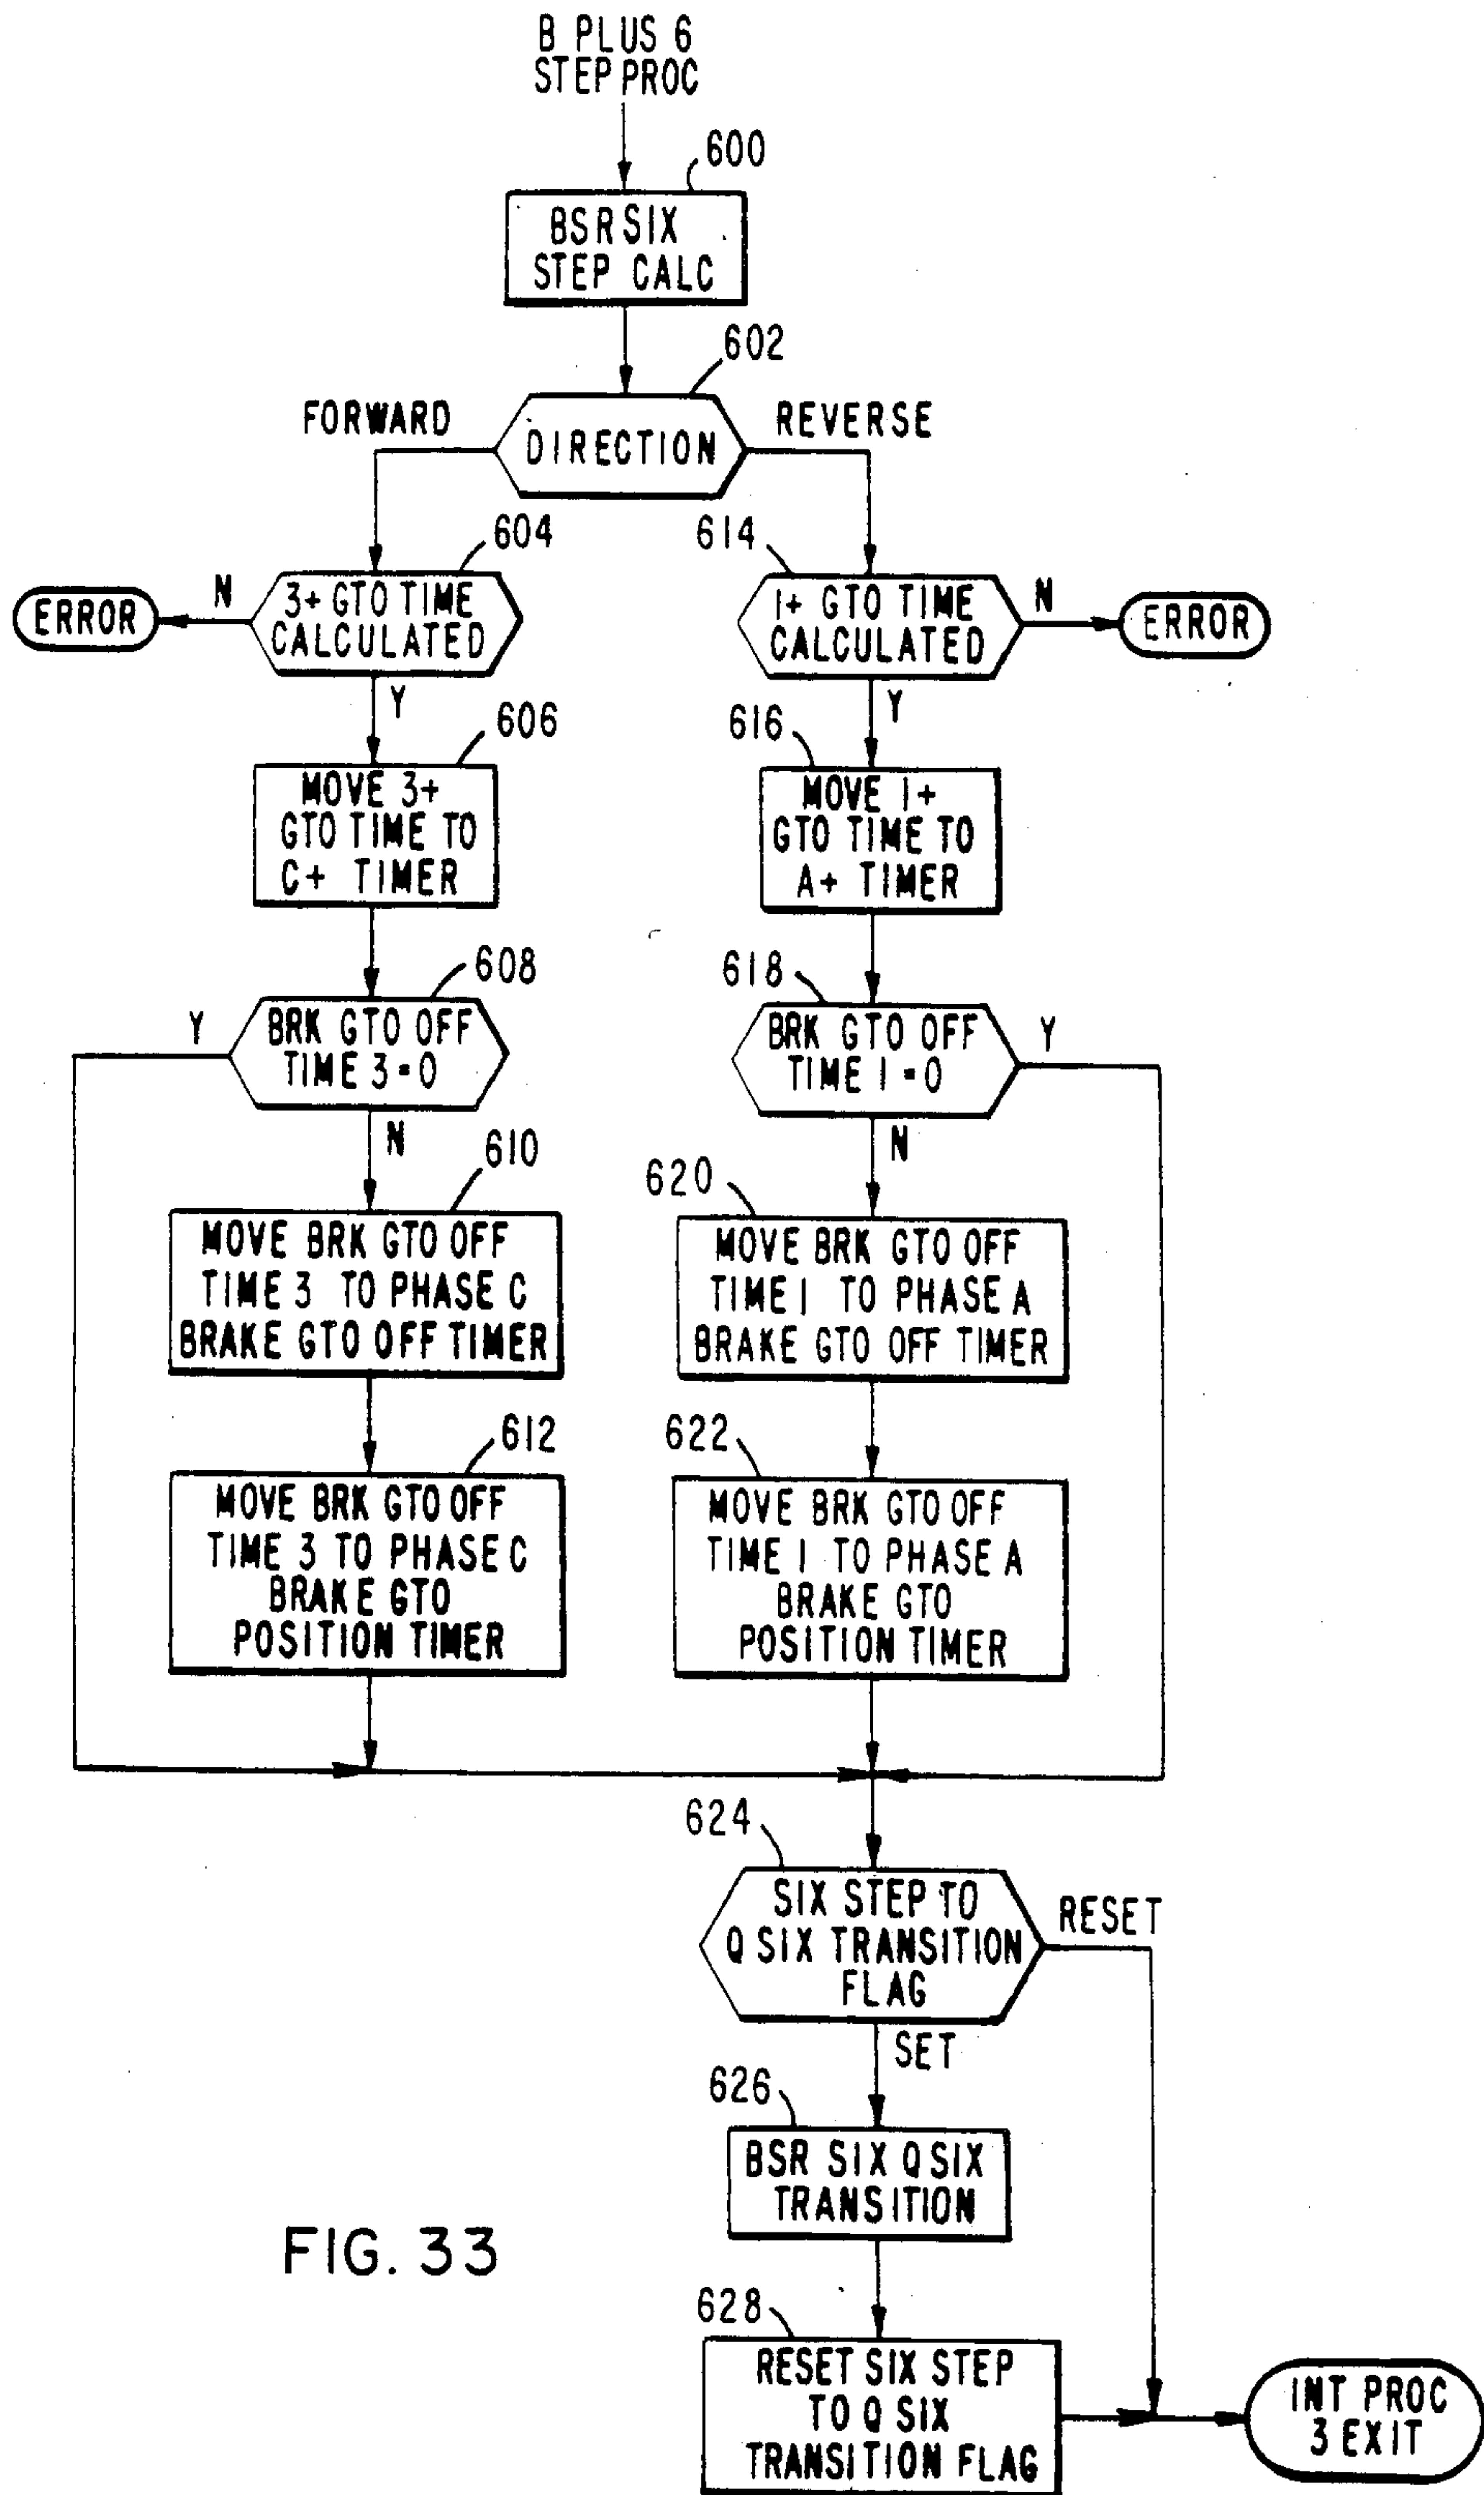 B PLUS 6
STEP PROC
600
BSR SIX
STEP CALC
602
FORWARD
DIRECTION
REVERSE
604
614
ERROR
N
3+ GTO TIME
CALCULATED
1+ GTO TIME
CALCULATED
N
ERROR
Y
Y
606
616
MOVE 3+
GTO TIME TO
C+ TIMER
MOVE 1+
GTO TIME TO
A+ TIMER
608
618
Y
BRK GTO OFF
TIME 3=0
BRK GTO OFF
TIME 1=0
Y
N
N
610
620
MOVE BRK GTO OFF
TIME 3 TO PHASE C
BRAKE GTO OFF TIMER
MOVE BRK GTO OFF
TIME 1 TO PHASE A
BRAKE GTO OFF TIMER
612
622
MOVE BRK GTO OFF
TIME 3 TO PHASE C
BRAKE GTO
POSITION TIMER
MOVE BRK GTO OFF
TIME 1 TO PHASE A
BRAKE GTO
POSITION TIMER
624
SIX STEP TO
Q SIX TRANSITION
FLAG
RESET
SET
626
BSR SIX Q SIX
TRANSITION
FIG. 33
628
RESET SIX STEP
TO Q SIX
TRANSITION FLAG
INT PROC
3 EXIT